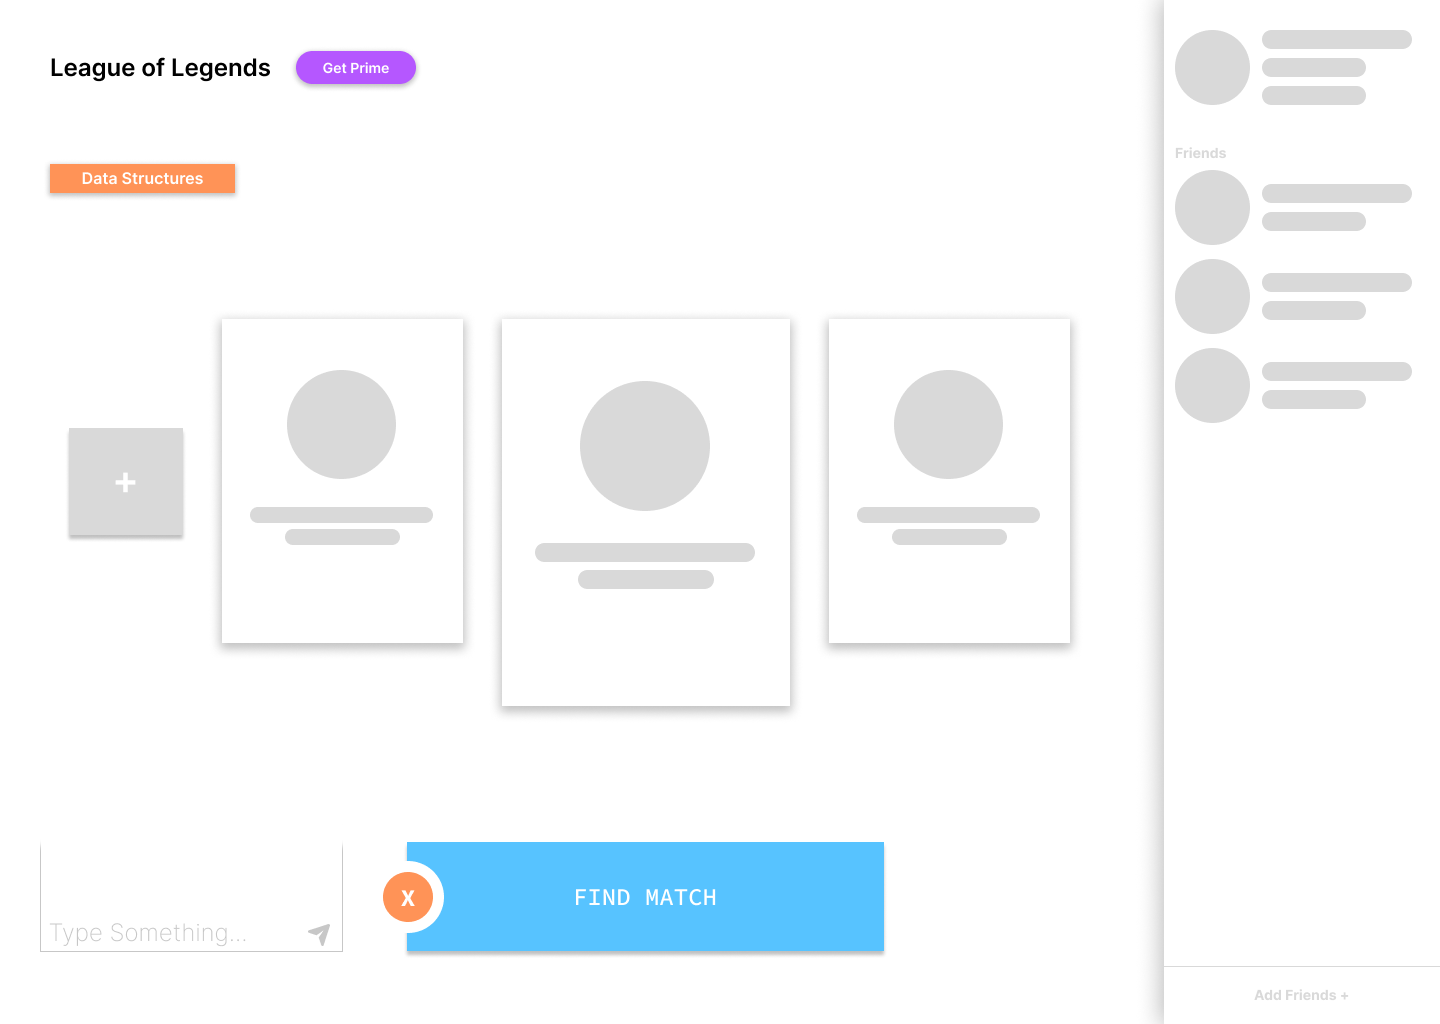 League of Legends
Get Prime
Data Structures
+
Type Something...
X
FIND MATCH
Friends
Add Friends +